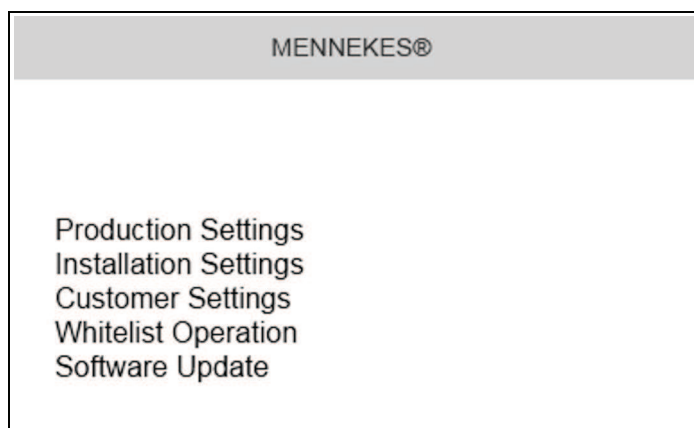 MENNEKES®
Production Settings
Installation Settings
Customer Settings
Whitelist Operation
Software Update